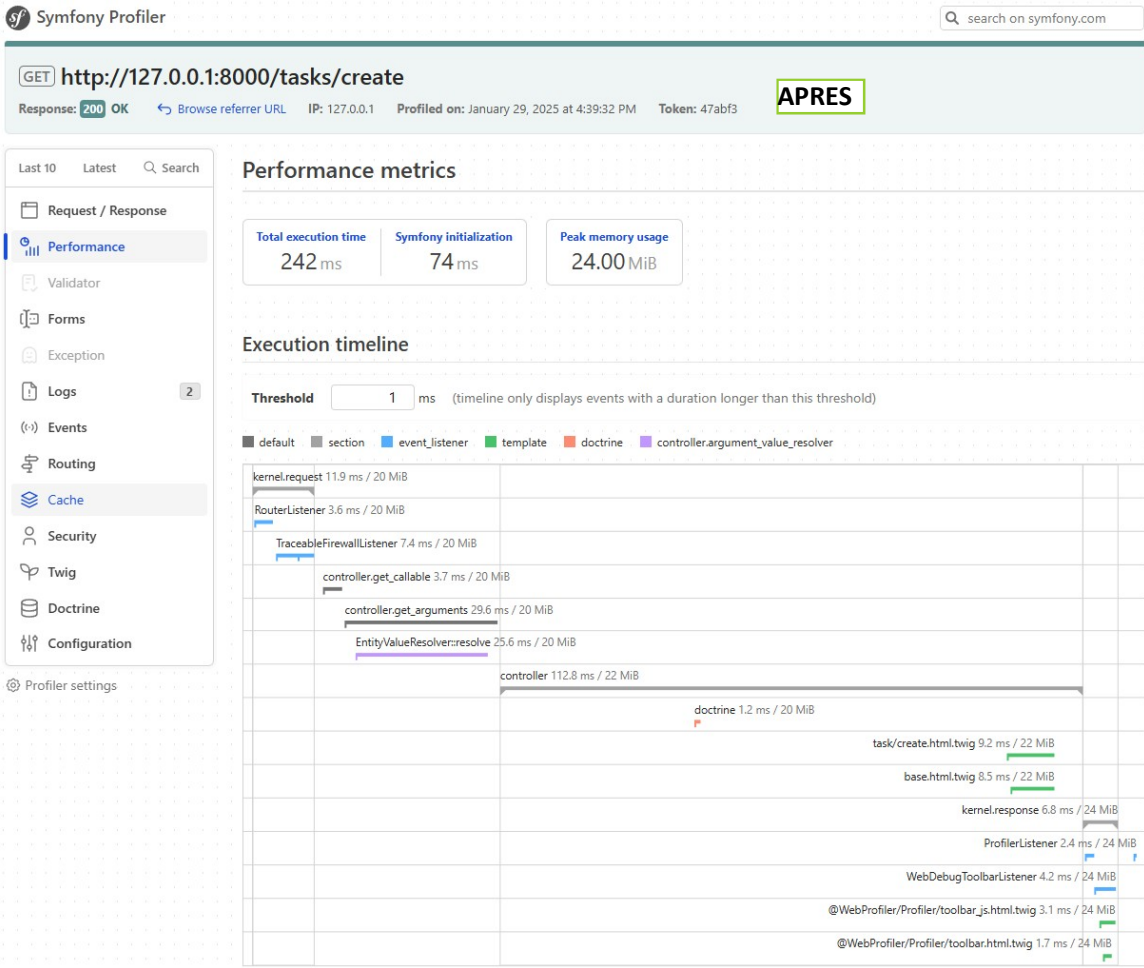 sf Symfony Profiler
search on symfony.com
GET http://127.0.0.1:8000/tasks/create
Response: 200 OK Browse referrer URL IP: 127.0.0.1 Profiled on: January 29, 2025 at 4:39:32 PM Token: 47abf3
APRES
Last 10 Latest Search
Request / Response
Performance
Validator
Forms
Exception
Logs 2
Events
Routing
Cache
Security
Twig
Doctrine
Configuration
Profiler settings
Performance metrics
Total execution time Symfony initialization Peak memory usage
242 ms 74 ms 24.00 MiB
Execution timeline
Threshold 1 ms (timeline only displays events with a duration longer than this threshold)
default section event_listener template doctrine controller.argument_value_resolver
kernel.request 11.9 ms / 20 MiB
RouterListener 3.6 ms / 20 MiB
TraceableFirewallListener 7.4 ms / 20 MiB
controller.get_callable 3.7 ms / 20 MiB
controller.get_arguments 29.6 ms / 20 MiB
EntityValueResolver::resolve 25.6 ms / 20 MiB
controller 112.8 ms / 22 MiB
doctrine 1.2 ms / 20 MiB
task/create.html.twig 9.2 ms / 22 MiB
base.html.twig 8.5 ms / 22 MiB
kernel.response 6.8 ms / 24 MiB
ProfilerListener 2.4 ms / 24 MiB
WebDebugToolbarListener 4.2 ms / 24 MiB
@WebProfiler/Profiler/toolbar_js.html.twig 3.1 ms / 24 MiB
@WebProfiler/Profiler/toolbar.html.twig 1.7 ms / 24 MiB